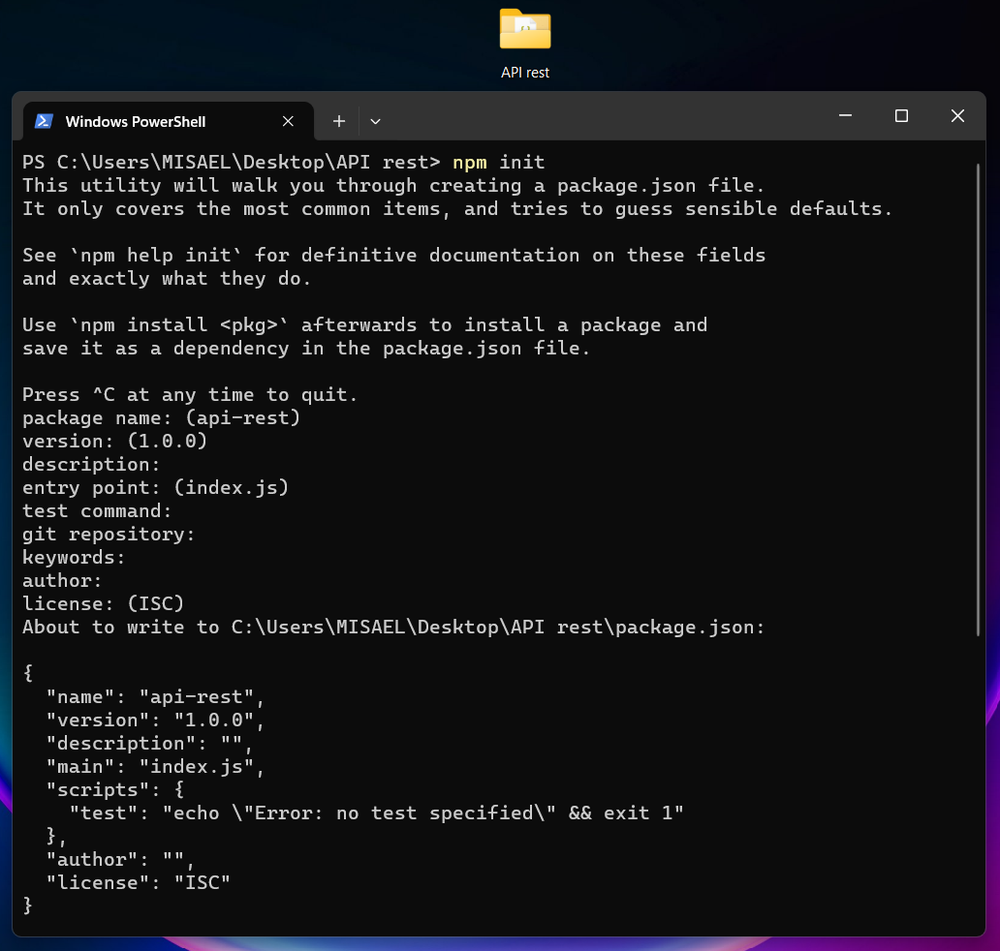 API rest
Windows PowerShell
PS C:\Users\MISAEL\Desktop\API rest> npm init
This utility will walk you through creating a package.json file.
It only covers the most common items, and tries to guess sensible defaults.
See `npm help init` for definitive documentation on these fields
and exactly what they do.
Use `npm install <pkg>` afterwards to install a package and
save it as a dependency in the package.json file.
Press ^C at any time to quit.
package name: (api-rest)
version: (1.0.0)
description:
entry point: (index.js)
test command:
git repository:
keywords:
author:
license: (ISC)
About to write to C:\Users\MISAEL\Desktop\API rest\package.json:
{
  "name": "api-rest",
  "version": "1.0.0",
  "description": "",
  "main": "index.js",
  "scripts": {
    "test": "echo \"Error: no test specified\" && exit 1"
  },
  "author": "",
  "license": "ISC"
}